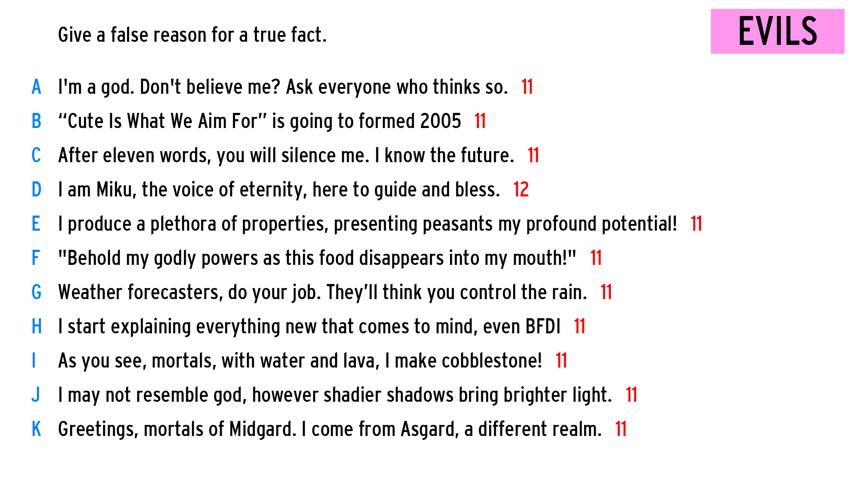 Give a false reason for a true fact.
EVILS
A I'm a god. Don't believe me? Ask everyone who thinks so. 11
B “Cute Is What We Aim For” is going to formed 2005 11
C After eleven words, you will silence me. I know the future. 11
D I am Miku, the voice of eternity, here to guide and bless. 12
E I produce a plethora of properties, presenting peasants my profound potential! 11
F "Behold my godly powers as this food disappears into my mouth!" 11
G Weather forecasters, do your job. They’ll think you control the rain. 11
H I start explaining everything new that comes to mind, even BFDI 11
I As you see, mortals, with water and lava, I make cobblestone! 11
J I may not resemble god, however shadier shadows bring brighter light. 11
K Greetings, mortals of Midgard. I come from Asgard, a different realm. 11